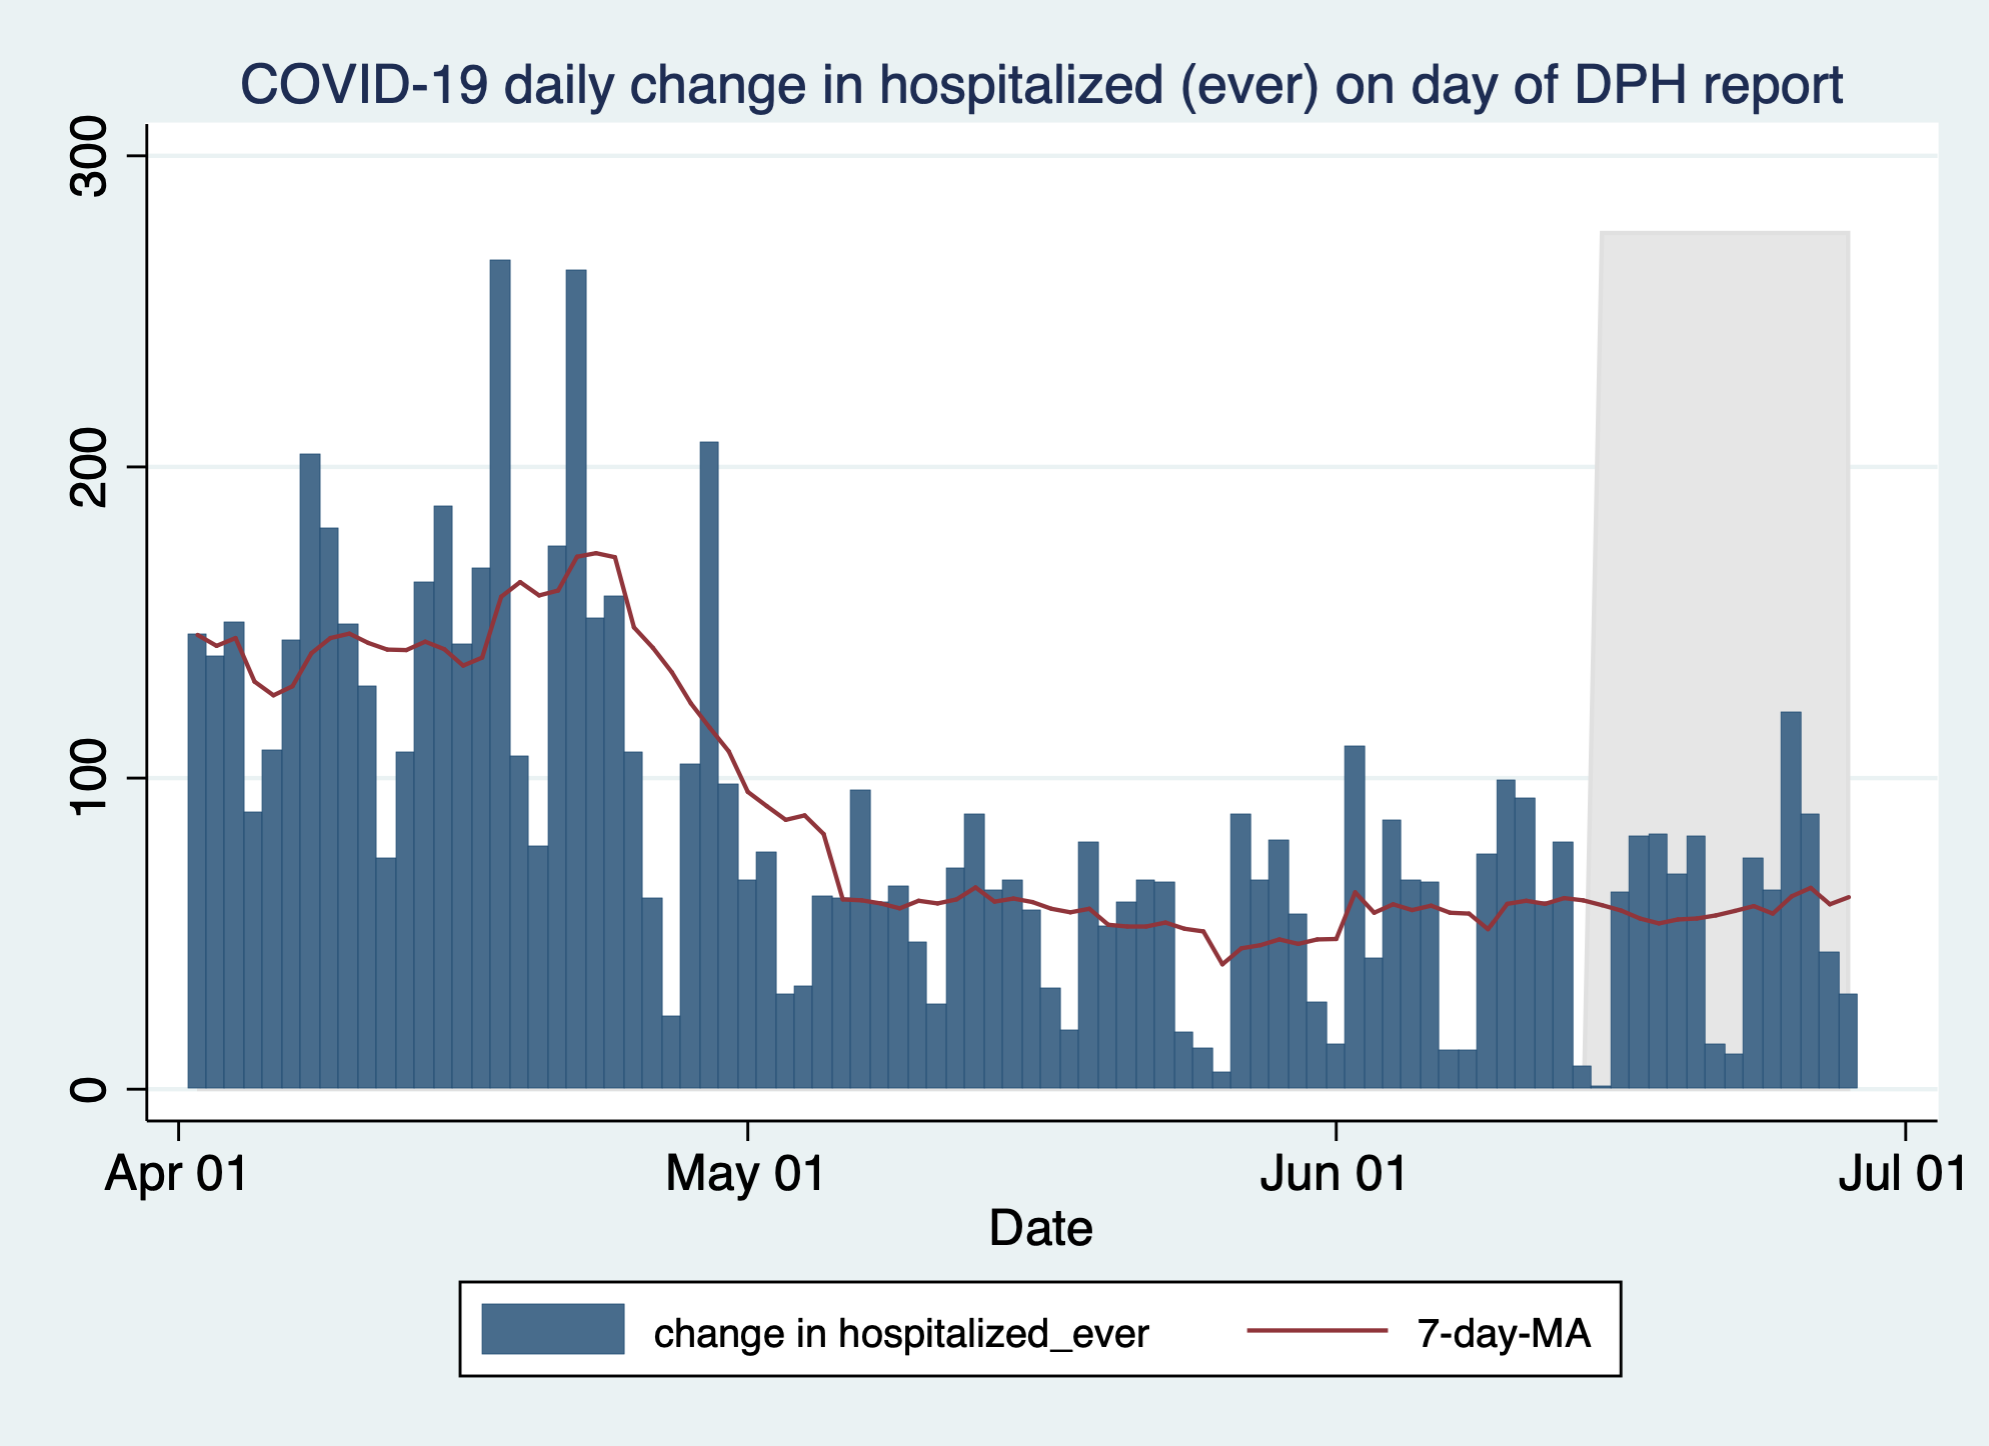 COVID-19 daily change in hospitalized (ever) on day of DPH report
300
200
100
0
Apr 01
May 01
Jun 01
Jul 01
Date
change in hospitalized_ever
7-day-MA